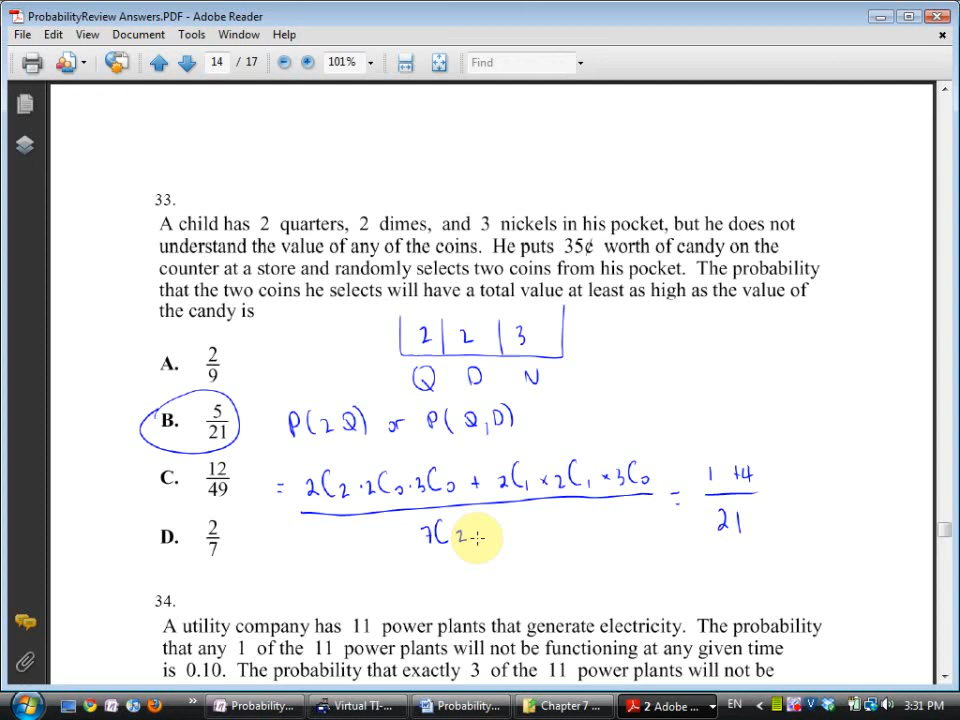 ProbabilityReview Answers.PDF - Adobe Reader
File Edit View Document Tools Window Help
14 / 17 101% Find
33.
A child has 2 quarters, 2 dimes, and 3 nickels in his pocket, but he does not
understand the value of any of the coins. He puts 35¢ worth of candy on the
counter at a store and randomly selects two coins from his pocket. The probability
that the two coins he selects will have a total value at least as high as the value of
the candy is
2 2 3
Q D N
A. 2/9
B. 5/21 P(2Q) or P(Q,D)
C. 12/49
= (2C2 · 2C0 · 3C0 + 2C1 × 2C1 × 3C0) / 7C2 = (1 + 4) / 21
D. 2/7
34.
A utility company has 11 power plants that generate electricity. The probability
that any 1 of the 11 power plants will not be functioning at any given time
is 0.10. The probability that exactly 3 of the 11 power plants will not be
Probability... Virtual TI-... Probability... Chapter 7 ... 2 Adobe ... EN 3:31 PM